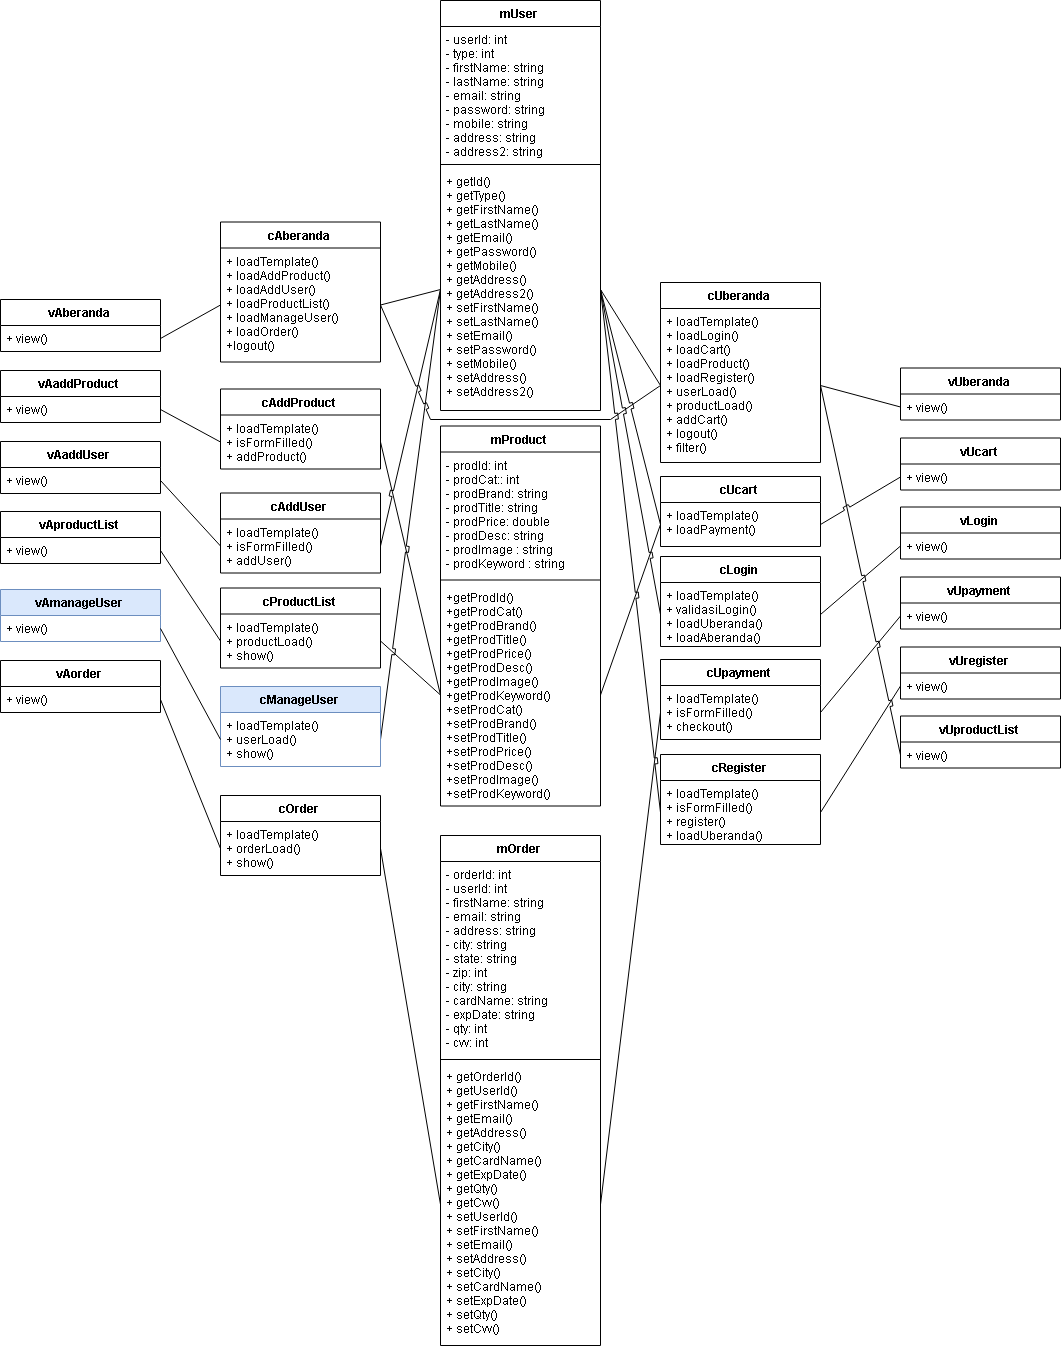 mUser
- userId: int
- type: int
- firstName: string
- lastName: string
- email: string
- password: string
- mobile: string
- address: string
- address2: string
+ getId()
+ getType()
+ getFirstName()
+ getLastName()
+ getEmail()
+ getPassword()
+ getMobile()
+ getAddress()
+ getAddress2()
+ setFirstName()
+ setLastName()
+ setEmail()
+ setPassword()
+ setMobile()
+ setAddress()
+ setAddress2()
vAberanda
+ view()
vAaddProduct
+ view()
vAaddUser
+ view()
vAproductList
+ view()
vAmanageUser
+ view()
vAorder
+ view()
cAberanda
+ loadTemplate()
+ loadAddProduct()
+ loadAddUser()
+ loadProductList()
+ loadManageUser()
+ loadOrder()
+logout()
cAddProduct
+ loadTemplate()
+ isFormFilled()
+ addProduct()
cAddUser
+ loadTemplate()
+ isFormFilled()
+ addUser()
cProductList
+ loadTemplate()
+ productLoad()
+ show()
cManageUser
+ loadTemplate()
+ userLoad()
+ show()
cOrder
+ loadTemplate()
+ orderLoad()
+ show()
mProduct
- prodId: int
- prodCat:: int
- prodBrand: string
- prodTitle: string
- prodPrice: double
- prodDesc: string
- prodImage : string
- prodKeyword : string
+getProdId()
+getProdCat()
+getProdBrand()
+getProdTitle()
+getProdPrice()
+getProdDesc()
+getProdImage()
+getProdKeyword()
+setProdCat()
+setProdBrand()
+setProdTitle()
+setProdPrice()
+setProdDesc()
+setProdImage()
+setProdKeyword()
mOrder
- orderId: int
- userId: int
- firstName: string
- email: string
- address: string
- city: string
- state: string
- zip: int
- city: string
- cardName: string
- expDate: string
- qty: int
- cvv: int
+ getOrderId()
+ getUserId()
+ getFirstName()
+ getEmail()
+ getAddress()
+ getCity()
+ getCardName()
+ getExpDate()
+ getQty()
+ getCvv()
+ setUserId()
+ setFirstName()
+ setEmail()
+ setAddress()
+ setCity()
+ setCardName()
+ setExpDate()
+ setQty()
+ setCvv()
cUberanda
+ loadTemplate()
+ loadLogin()
+ loadCart()
+ loadProduct()
+ loadRegister()
+ userLoad()
+ productLoad()
+ addCart()
+ logout()
+ filter()
cUcart
+ loadTemplate()
+ loadPayment()
cLogin
+ loadTemplate()
+ validasiLogin()
+ loadUberanda()
+ loadAberanda()
cUpayment
+ loadTemplate()
+ isFormFilled()
+ checkout()
cRegister
+ loadTemplate()
+ isFormFilled()
+ register()
+ loadUberanda()
vUberanda
+ view()
vUcart
+ view()
vLogin
+ view()
vUpayment
+ view()
vUregister
+ view()
vUproductList
+ view()